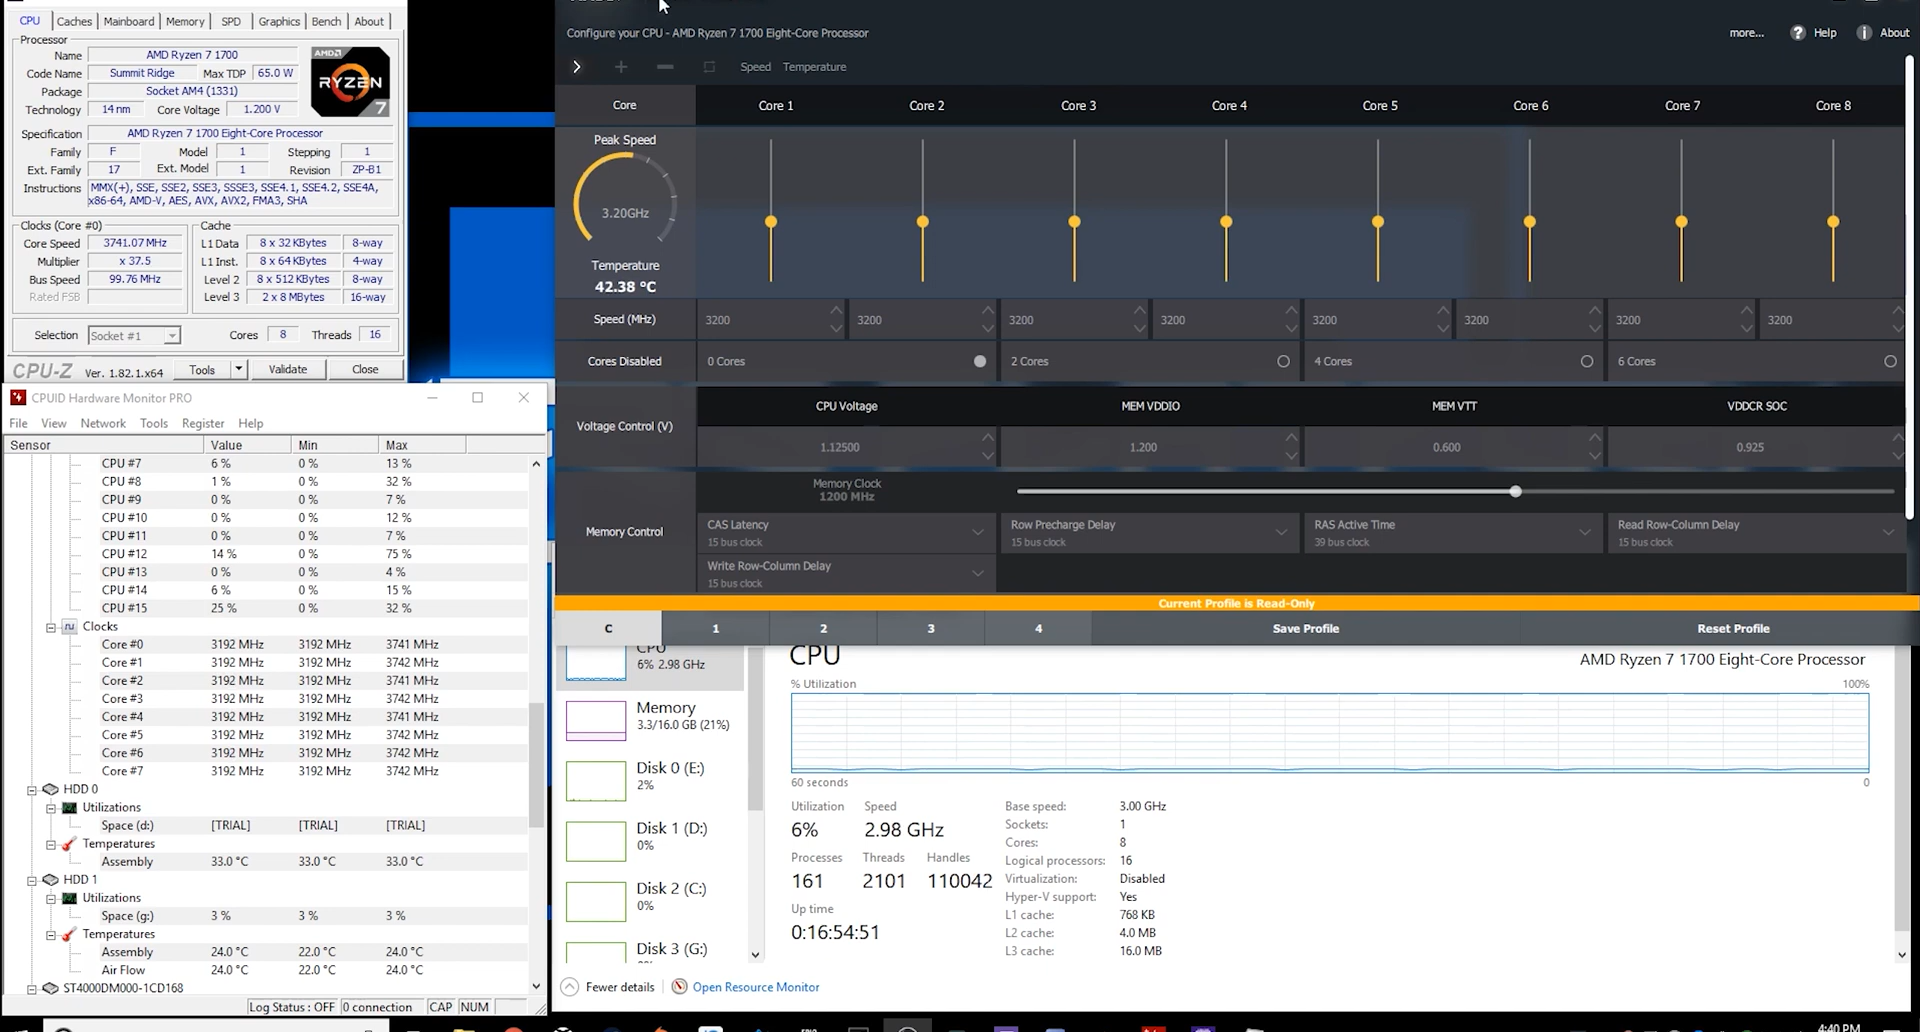 CPU Caches Mainboard Memory SPD Graphics Bench About
Processor
Name AMD Ryzen 7 1700
Code Name Summit Ridge Max TDP 65.0 W
Package Socket AM4 (1331)
Technology 14 nm Core Voltage 1.200 V
AMD RYZEN 7
Specification AMD Ryzen 7 1700 Eight-Core Processor
Family F Model 1 Stepping 1
Ext. Family 17 Ext. Model 1 Revision ZP-B1
Instructions MMX(+), SSE, SSE2, SSE3, SSSE3, SSE4.1, SSE4.2, SSE4A,
x86-64, AMD-V, AES, AVX, AVX2, FMA3, SHA
Clocks (Core #0)
Core Speed 3741.07 MHz
Multiplier x 37.5
Bus Speed 99.76 MHz
Rated FSB
Cache
L1 Data 8 x 32 KBytes 8-way
L1 Inst. 8 x 64 KBytes 4-way
Level 2 8 x 512 KBytes 8-way
Level 3 2 x 8 MBytes 16-way
Selection Socket #1 Cores 8 Threads 16
CPU-Z Ver. 1.82.1.x64 Tools Validate Close
CPUID Hardware Monitor PRO
File View Network Tools Register Help
Sensor Value Min Max
CPU #7 6 % 0 % 13 %
CPU #8 1 % 0 % 32 %
CPU #9 0 % 0 % 7 %
CPU #10 0 % 0 % 12 %
CPU #11 0 % 0 % 7 %
CPU #12 14 % 0 % 75 %
CPU #13 0 % 0 % 4 %
CPU #14 6 % 0 % 15 %
CPU #15 25 % 0 % 32 %
Clocks
Core #0 3192 MHz 3192 MHz 3741 MHz
Core #1 3192 MHz 3192 MHz 3742 MHz
Core #2 3192 MHz 3192 MHz 3741 MHz
Core #3 3192 MHz 3192 MHz 3742 MHz
Core #4 3192 MHz 3192 MHz 3741 MHz
Core #5 3192 MHz 3192 MHz 3742 MHz
Core #6 3192 MHz 3192 MHz 3742 MHz
Core #7 3192 MHz 3192 MHz 3742 MHz
HDD 0
Utilizations
Space (d:) [TRIAL] [TRIAL] [TRIAL]
Temperatures
Assembly 33.0 °C 33.0 °C 33.0 °C
HDD 1
Utilizations
Space (g:) 3 % 3 % 3 %
Temperatures
Assembly 24.0 °C 22.0 °C 24.0 °C
Air Flow 24.0 °C 22.0 °C 24.0 °C
ST4000DM000-1CD168
Log Status : OFF 0 connection CAP NUM
Configure your CPU - AMD Ryzen 7 1700 Eight-Core Processor more... ? Help i About
Speed Temperature
Core Core 1 Core 2 Core 3 Core 4 Core 5 Core 6 Core 7 Core 8
Peak Speed
3.20GHz
Temperature
42.38 °C
Speed (MHz) 3200 3200 3200 3200 3200 3200 3200 3200
Cores Disabled 0 Cores 2 Cores 4 Cores 6 Cores
Voltage Control (V)
CPU Voltage MEM VDDIO MEM VTT VDDCR SOC
1.12500 1.200 0.600 0.925
Memory Control
Memory Clock
1200 MHz
CAS Latency Row Precharge Delay RAS Active Time Read Row-Column Delay
15 bus clock 15 bus clock 39 bus clock 15 bus clock
Write Row-Column Delay
15 bus clock
Current Profile is Read-Only
C 1 2 3 4 Save Profile Reset Profile
CPU
6% 2.98 GHz
Memory
3.3/16.0 GB (21%)
Disk 0 (E:)
2%
Disk 1 (D:)
0%
Disk 2 (C:)
0%
Disk 3 (G:)
CPU AMD Ryzen 7 1700 Eight-Core Processor
% Utilization 100%
60 seconds 0
Utilization Speed
6% 2.98 GHz
Processes Threads Handles
161 2101 110042
Up time
0:16:54:51
Base speed: 3.00 GHz
Sockets: 1
Cores: 8
Logical processors: 16
Virtualization: Disabled
Hyper-V support: Yes
L1 cache: 768 KB
L2 cache: 4.0 MB
L3 cache: 16.0 MB
Fewer details Open Resource Monitor
4:40 PM